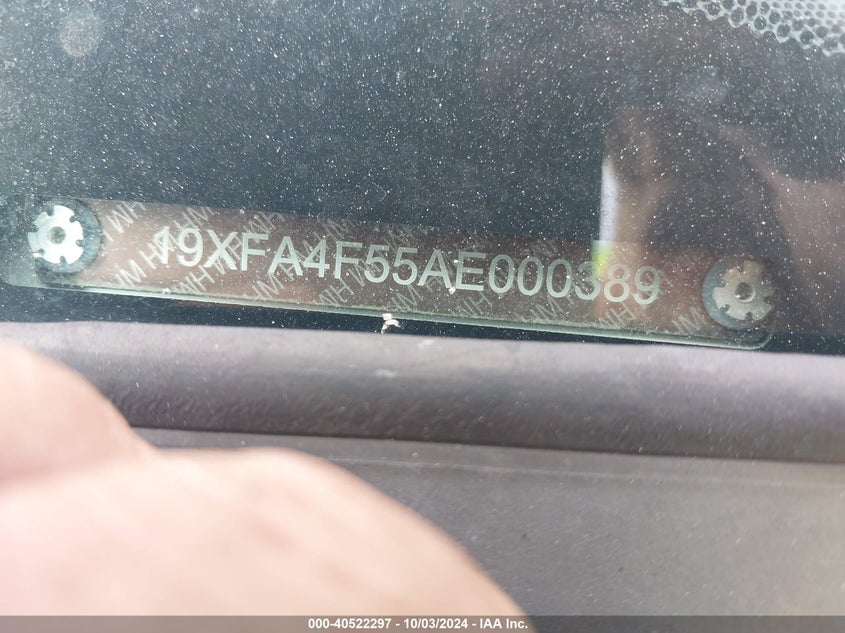 19XFA4F55AE000389
000-40522297 - 10/03/2024 - IAA Inc.